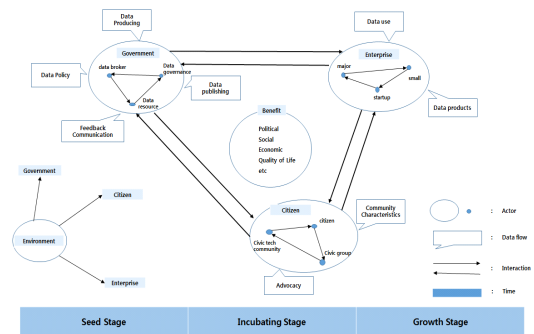 Data
Producing
Data use
Government
Enterprise
data broker
Data
governance
Data Policy
Data
resource
Data
publishing
major
small
startup
Data products
Feedback
Communication
Benefit
Political
Social
Economic
Quality of Life
etc
Government
Citizen
Environment
Enterprise
Citizen
citizen
Civic tech
community
Civic group
Community
Characteristics
Advocacy
: Actor
: Data flow
: Interaction
: Time
Seed Stage
Incubating Stage
Growth Stage